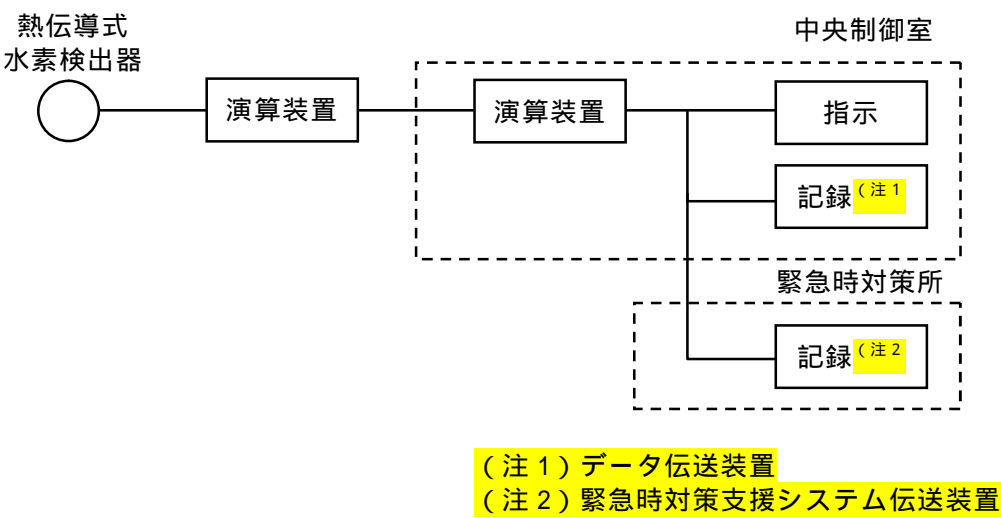 熱伝導式
水素検出器
中央制御室
演算装置
演算装置
指示
記録(注1
緊急時対策所
記録(注2
(注1)データ伝送装置
(注2)緊急時対策支援システム伝送装置